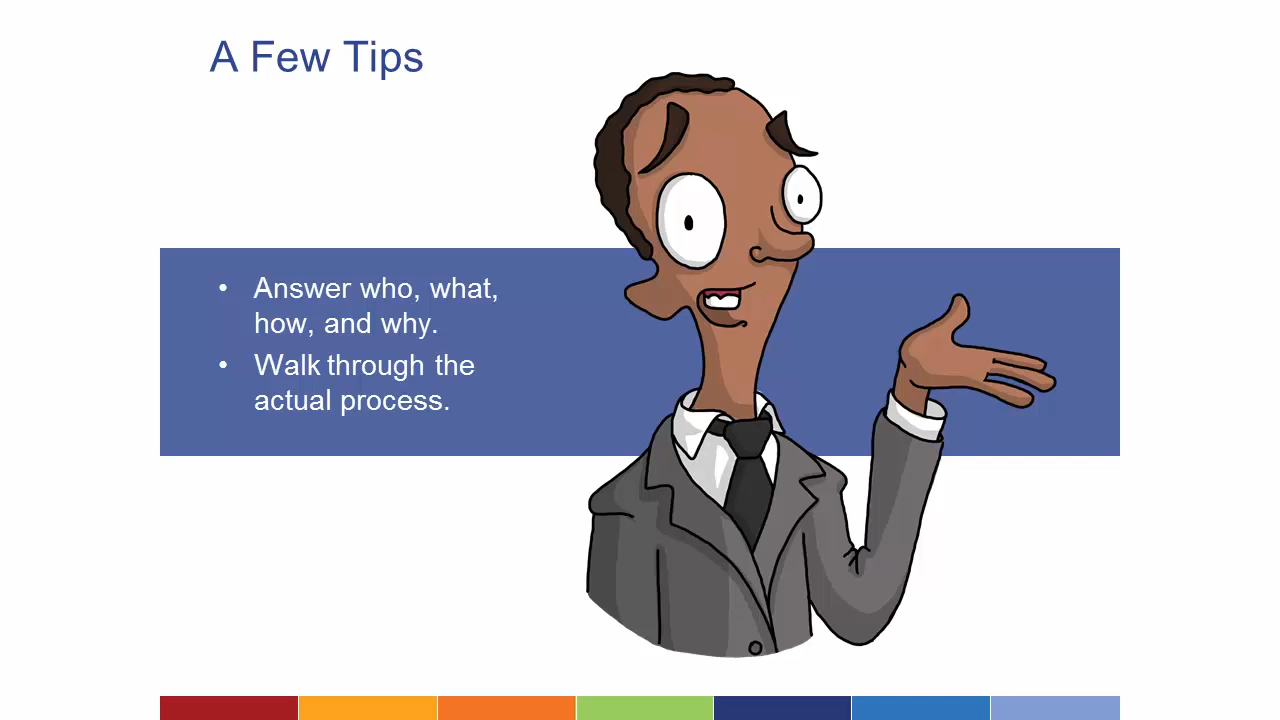 A Few Tips
• Answer who, what,
how, and why.
• Walk through the
actual process.